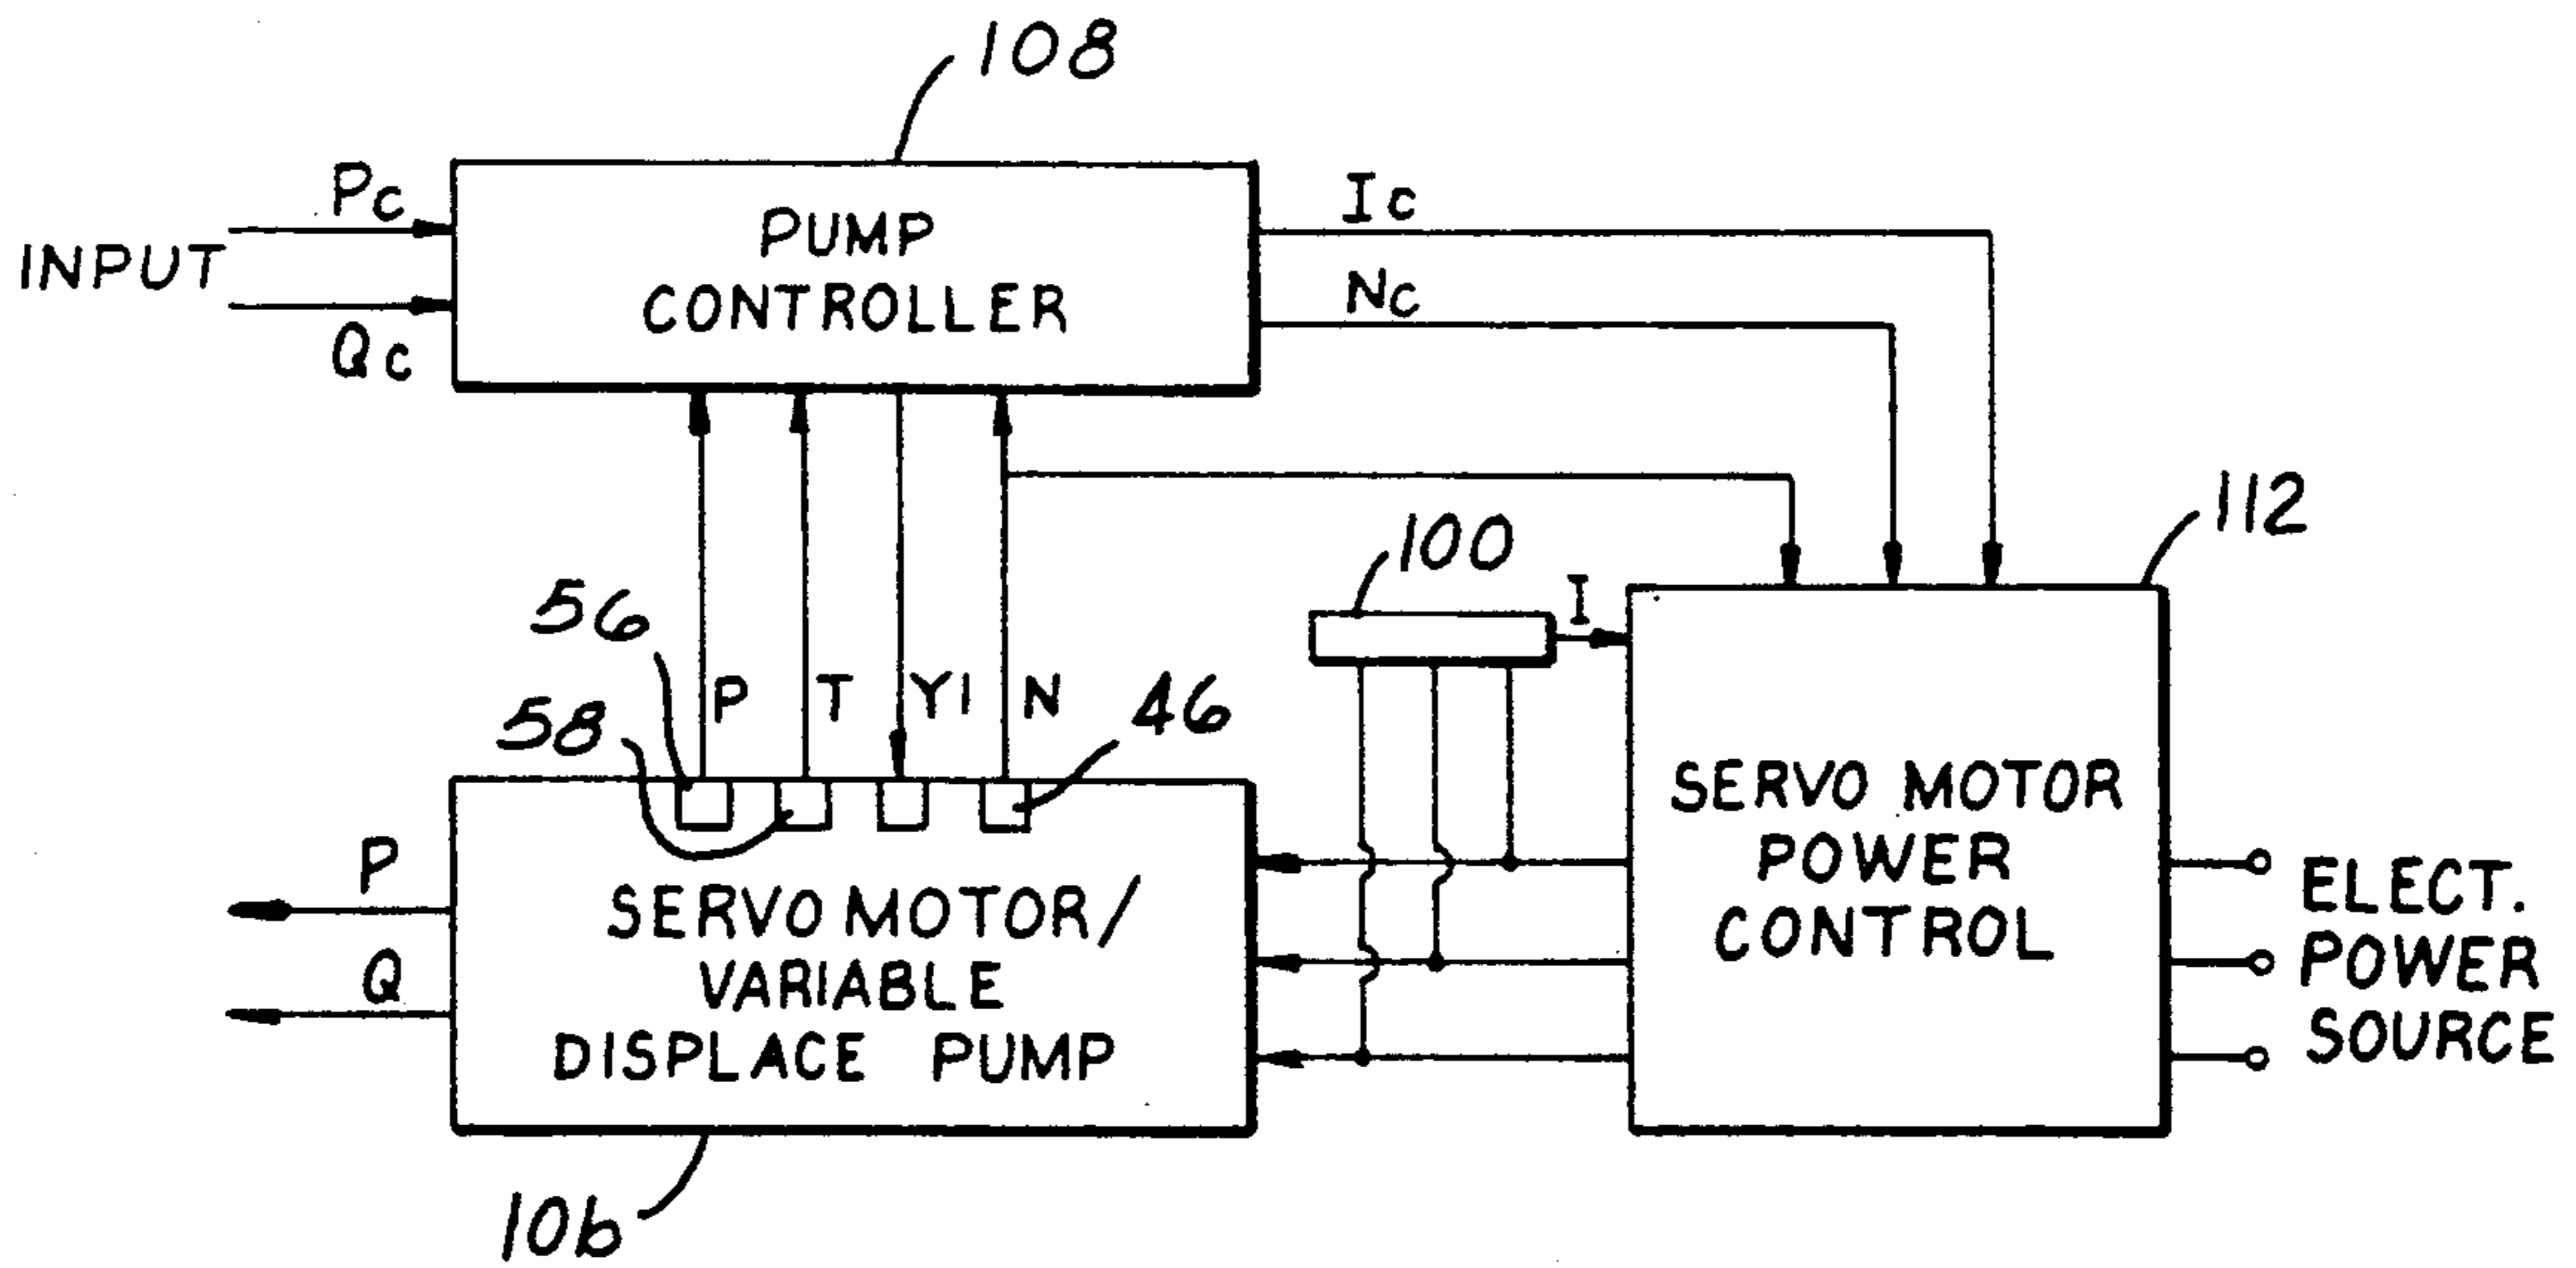 108
Pc
INPUT
Qc
PUMP
CONTROLLER
Ic
Nc
112
100
I
56
58
P
T
Y1
N
46
P
Q
SERVO MOTOR/
VARIABLE
DISPLACE PUMP
SERVO MOTOR
POWER
CONTROL
ELECT.
POWER
SOURCE
10b